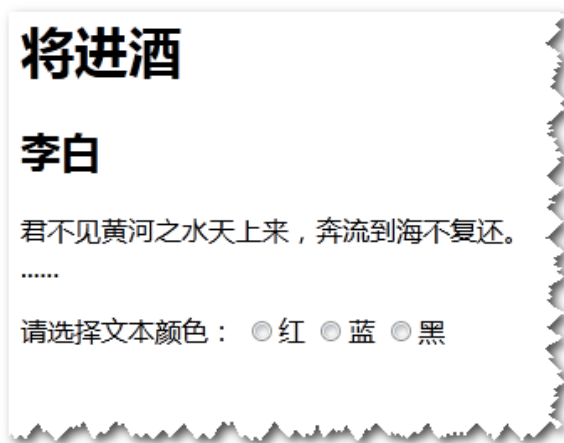 将进酒
李白
君不见黄河之水天上来，奔流到海不复还。
......
请选择文本颜色： 红 蓝 黑